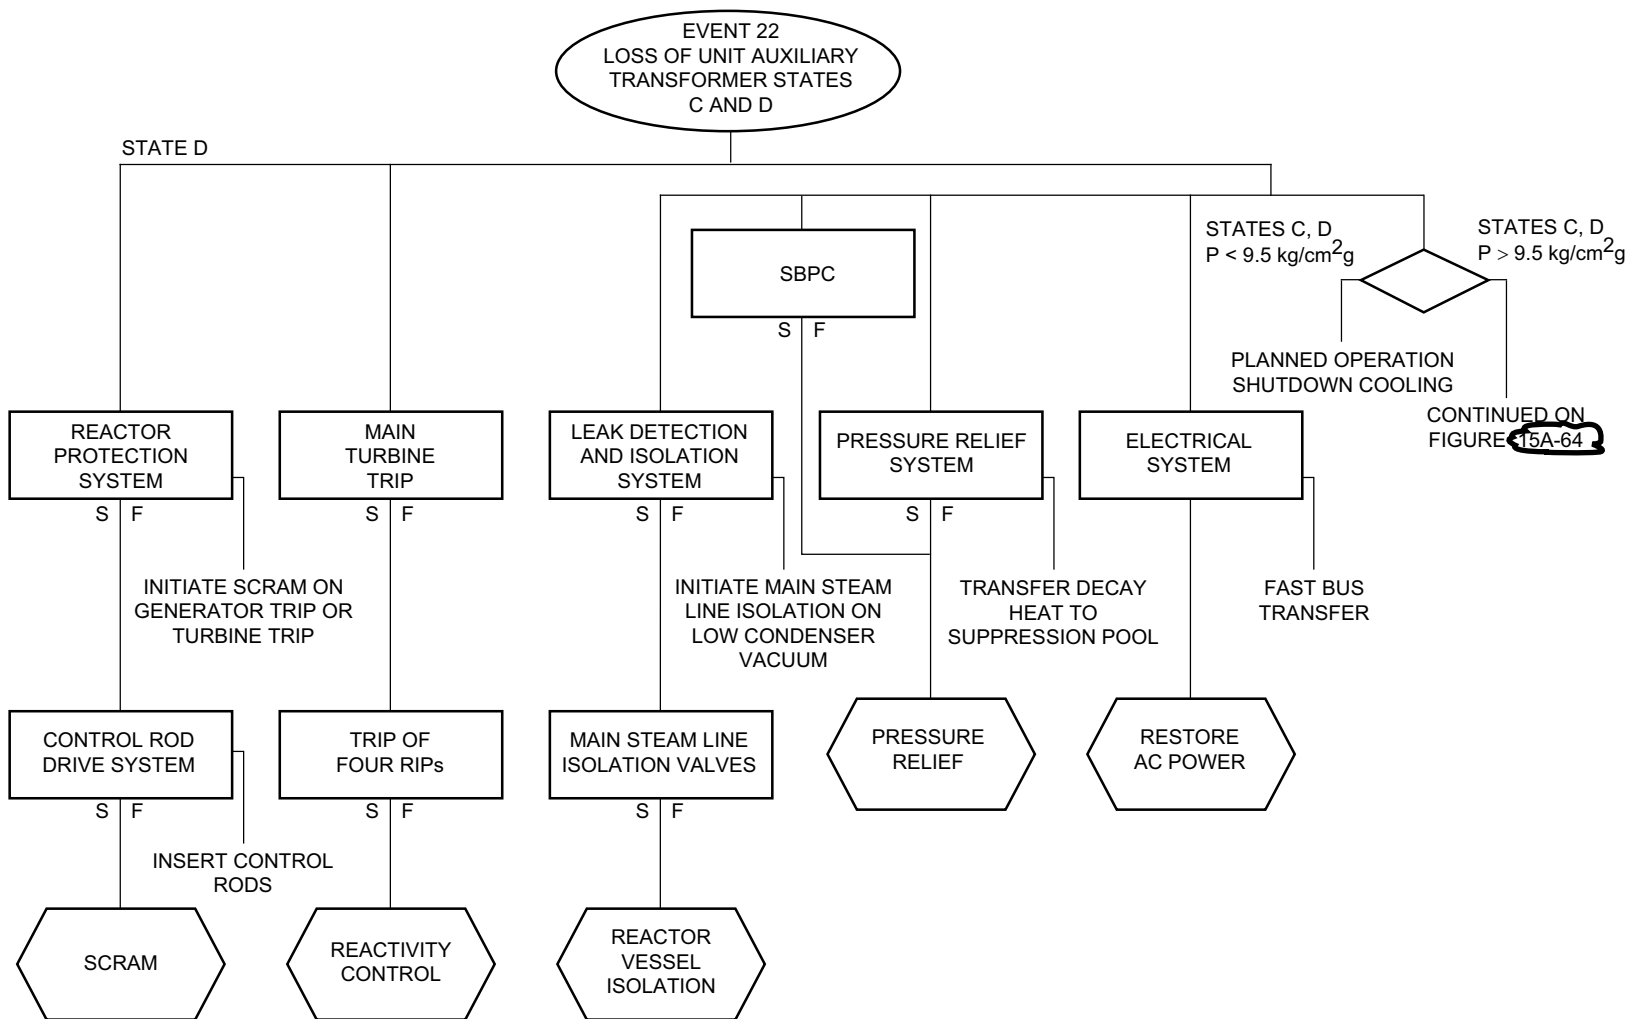 EVENT 22
LOSS OF UNIT AUXILIARY
TRANSFORMER STATES
C AND D
STATE D
STATES C, D
P < 9.5 kg/cm²g
STATES C, D
P > 9.5 kg/cm²g
SBPC
S F
PLANNED OPERATION
SHUTDOWN COOLING
CONTINUED ON
FIGURE 15A-64
REACTOR
PROTECTION
SYSTEM
S F
MAIN
TURBINE
TRIP
S F
LEAK DETECTION
AND ISOLATION
SYSTEM
S F
PRESSURE RELIEF
SYSTEM
S F
ELECTRICAL
SYSTEM
INITIATE SCRAM ON
GENERATOR TRIP OR
TURBINE TRIP
INITIATE MAIN STEAM
LINE ISOLATION ON
LOW CONDENSER
VACUUM
TRANSFER DECAY
HEAT TO
SUPPRESSION POOL
FAST BUS
TRANSFER
CONTROL ROD
DRIVE SYSTEM
S F
TRIP OF
FOUR RIPs
S F
MAIN STEAM LINE
ISOLATION VALVES
S F
PRESSURE
RELIEF
RESTORE
AC POWER
INSERT CONTROL
RODS
SCRAM
REACTIVITY
CONTROL
REACTOR
VESSEL
ISOLATION